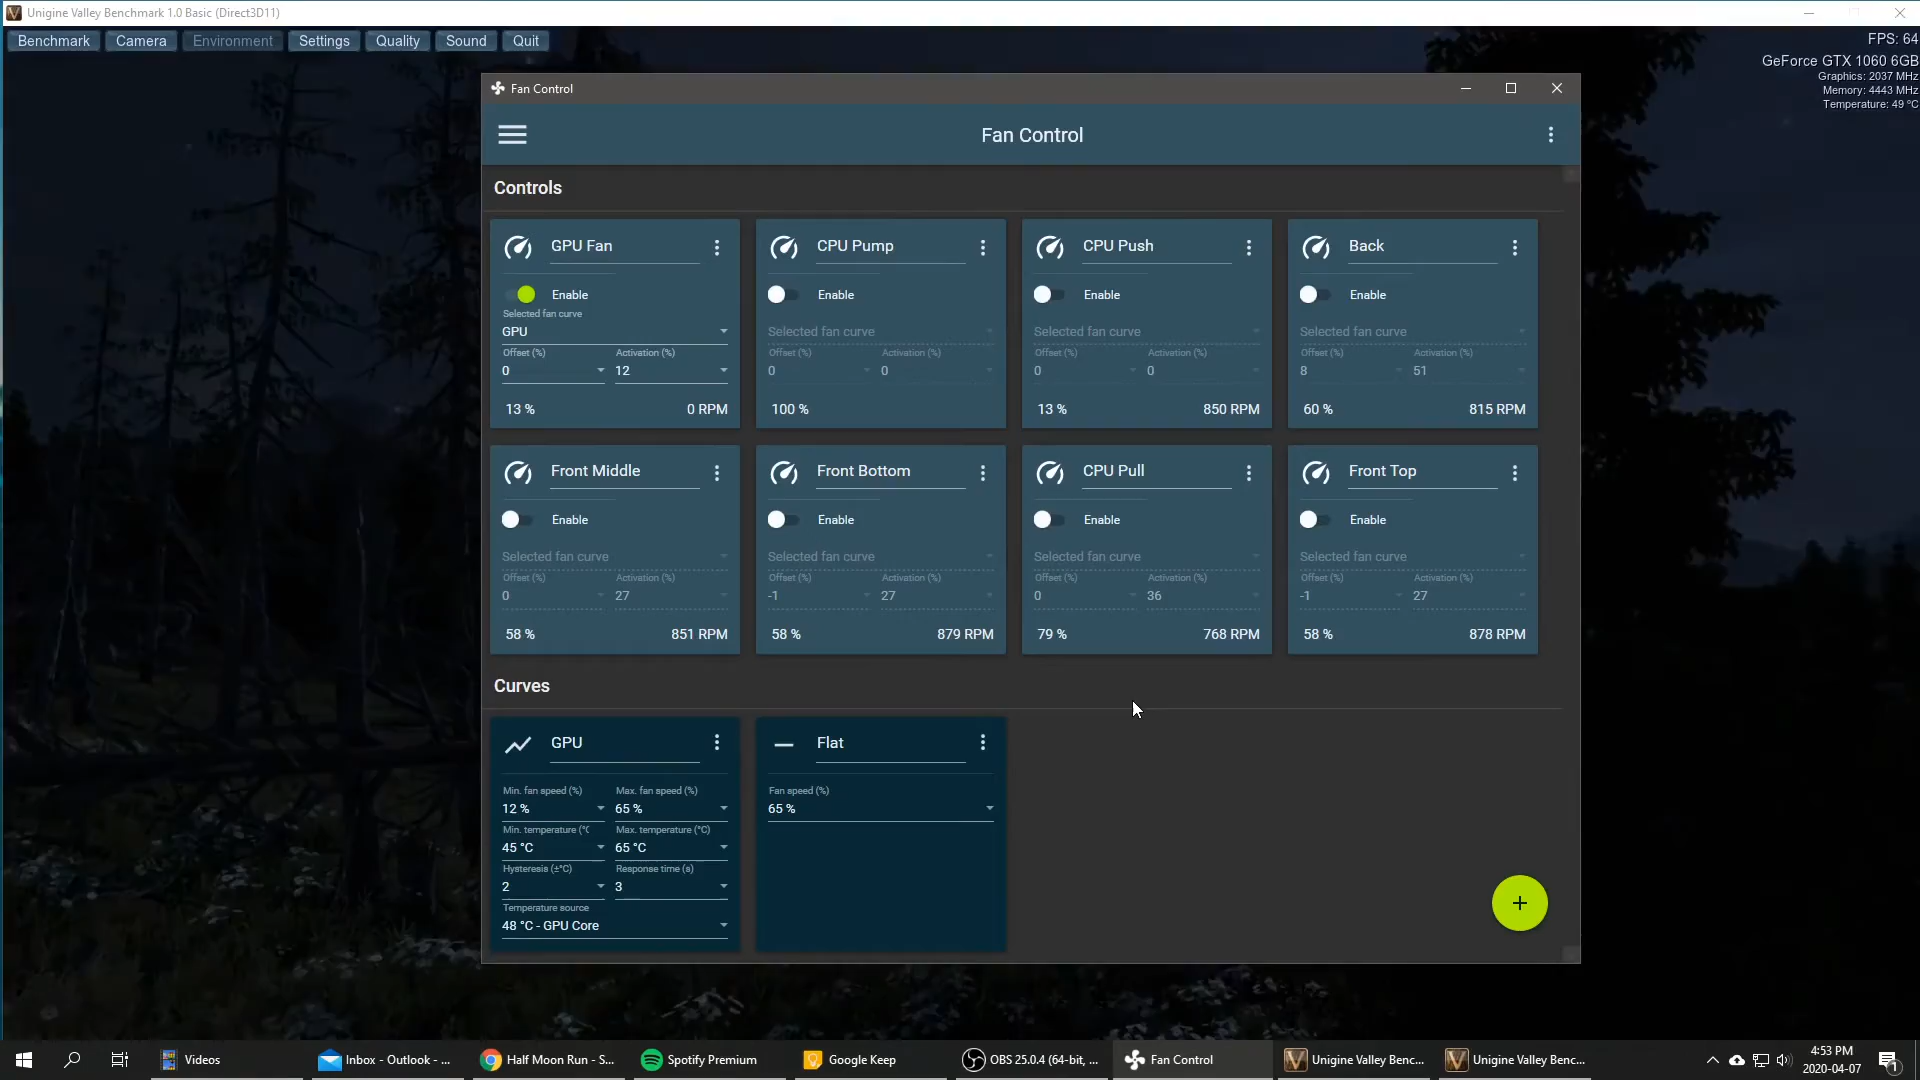 Unigine Valley Benchmark 1.0 Basic (Direct3D11)
Benchmark Camera Environment Settings Quality Sound Quit
FPS: 64
GeForce GTX 1060 6GB
Graphics: 2037 MHz
Memory: 4443 MHz
Temperature: 49 °C
Fan Control
Fan Control
Controls
GPU Fan
Enable
Selected fan curve
GPU
Offset (%) Activation (%)
0 12
13 % 0 RPM
CPU Pump
Enable
Selected fan curve
Offset (%) Activation (%)
0 0
100 %
CPU Push
Enable
Selected fan curve
Offset (%) Activation (%)
0 0
13 % 850 RPM
Back
Enable
Selected fan curve
Offset (%) Activation (%)
8 51
60 % 815 RPM
Front Middle
Enable
Selected fan curve
Offset (%) Activation (%)
0 27
58 % 851 RPM
Front Bottom
Enable
Selected fan curve
Offset (%) Activation (%)
-1 27
58 % 879 RPM
CPU Pull
Enable
Selected fan curve
Offset (%) Activation (%)
0 36
79 % 768 RPM
Front Top
Enable
Selected fan curve
Offset (%) Activation (%)
-1 27
58 % 878 RPM
Curves
GPU
Min. fan speed (%) Max. fan speed (%)
12 % 65 %
Min. temperature (°C Max. temperature (°C)
45 °C 65 °C
Hysteresis (±°C) Response time (s)
2 3
Temperature source
48 °C - GPU Core
Flat
Fan speed (%)
65 %
+
Videos
Inbox - Outlook - ...
Half Moon Run - S...
Spotify Premium
Google Keep
OBS 25.0.4 (64-bit, ...
Fan Control
Unigine Valley Benc...
Unigine Valley Benc...
4:53 PM
2020-04-07
1